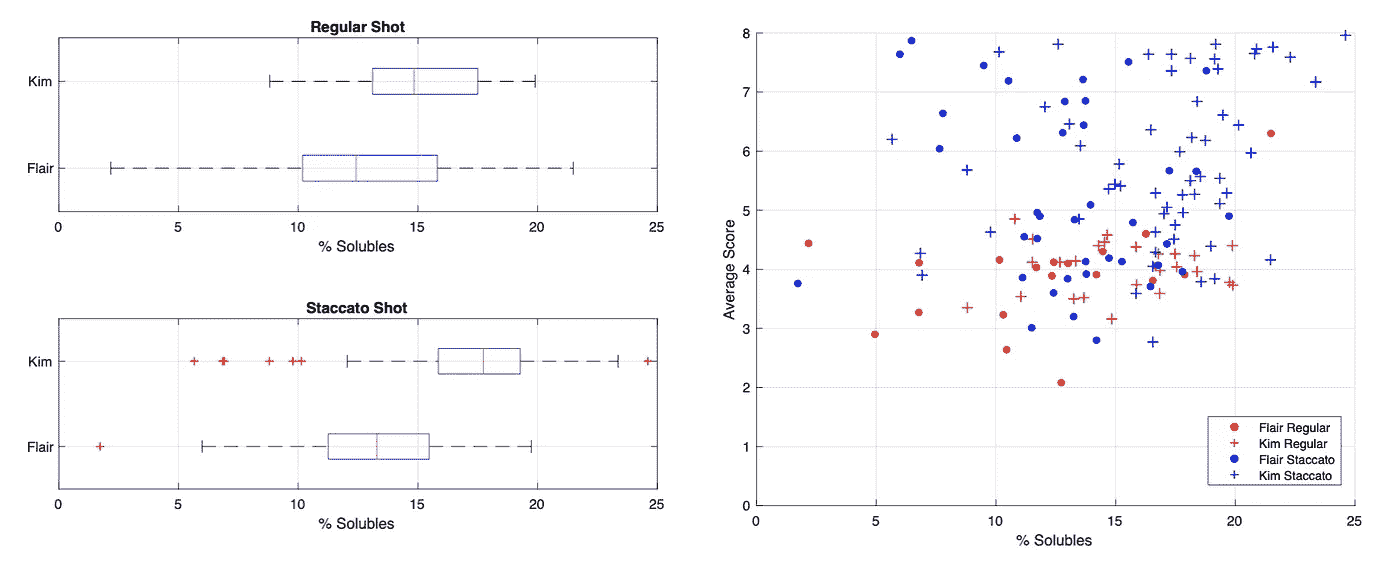 Regular Shot
Kim
Flair
0 5 10 15 20 25
% Solubles
Staccato Shot
Kim
Flair
0 5 10 15 20 25
% Solubles
8
7
6
5
4
3
2
1
0
Average Score
Flair Regular
Kim Regular
Flair Staccato
Kim Staccato
0 5 10 15 20 25
% Solubles